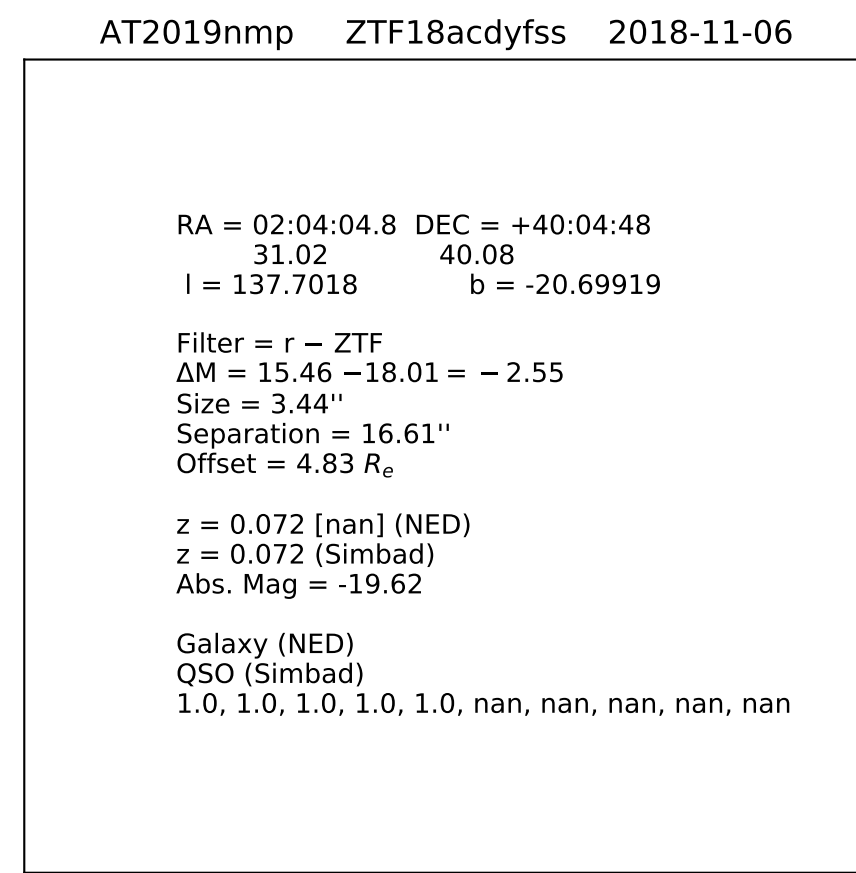 AT2019nmp ZTF18acdyfss 2018-11-06
RA = 02:04:04.8 DEC = +40:04:48
31.02 40.08
l = 137.7018 b = -20.69919
Filter = r − ZTF
ΔM = 15.46 −18.01 = −2.55
Size = 3.44''
Separation = 16.61''
Offset = 4.83 Re
z = 0.072 [nan] (NED)
z = 0.072 (Simbad)
Abs. Mag = -19.62
Galaxy (NED)
QSO (Simbad)
1.0, 1.0, 1.0, 1.0, 1.0, nan, nan, nan, nan, nan